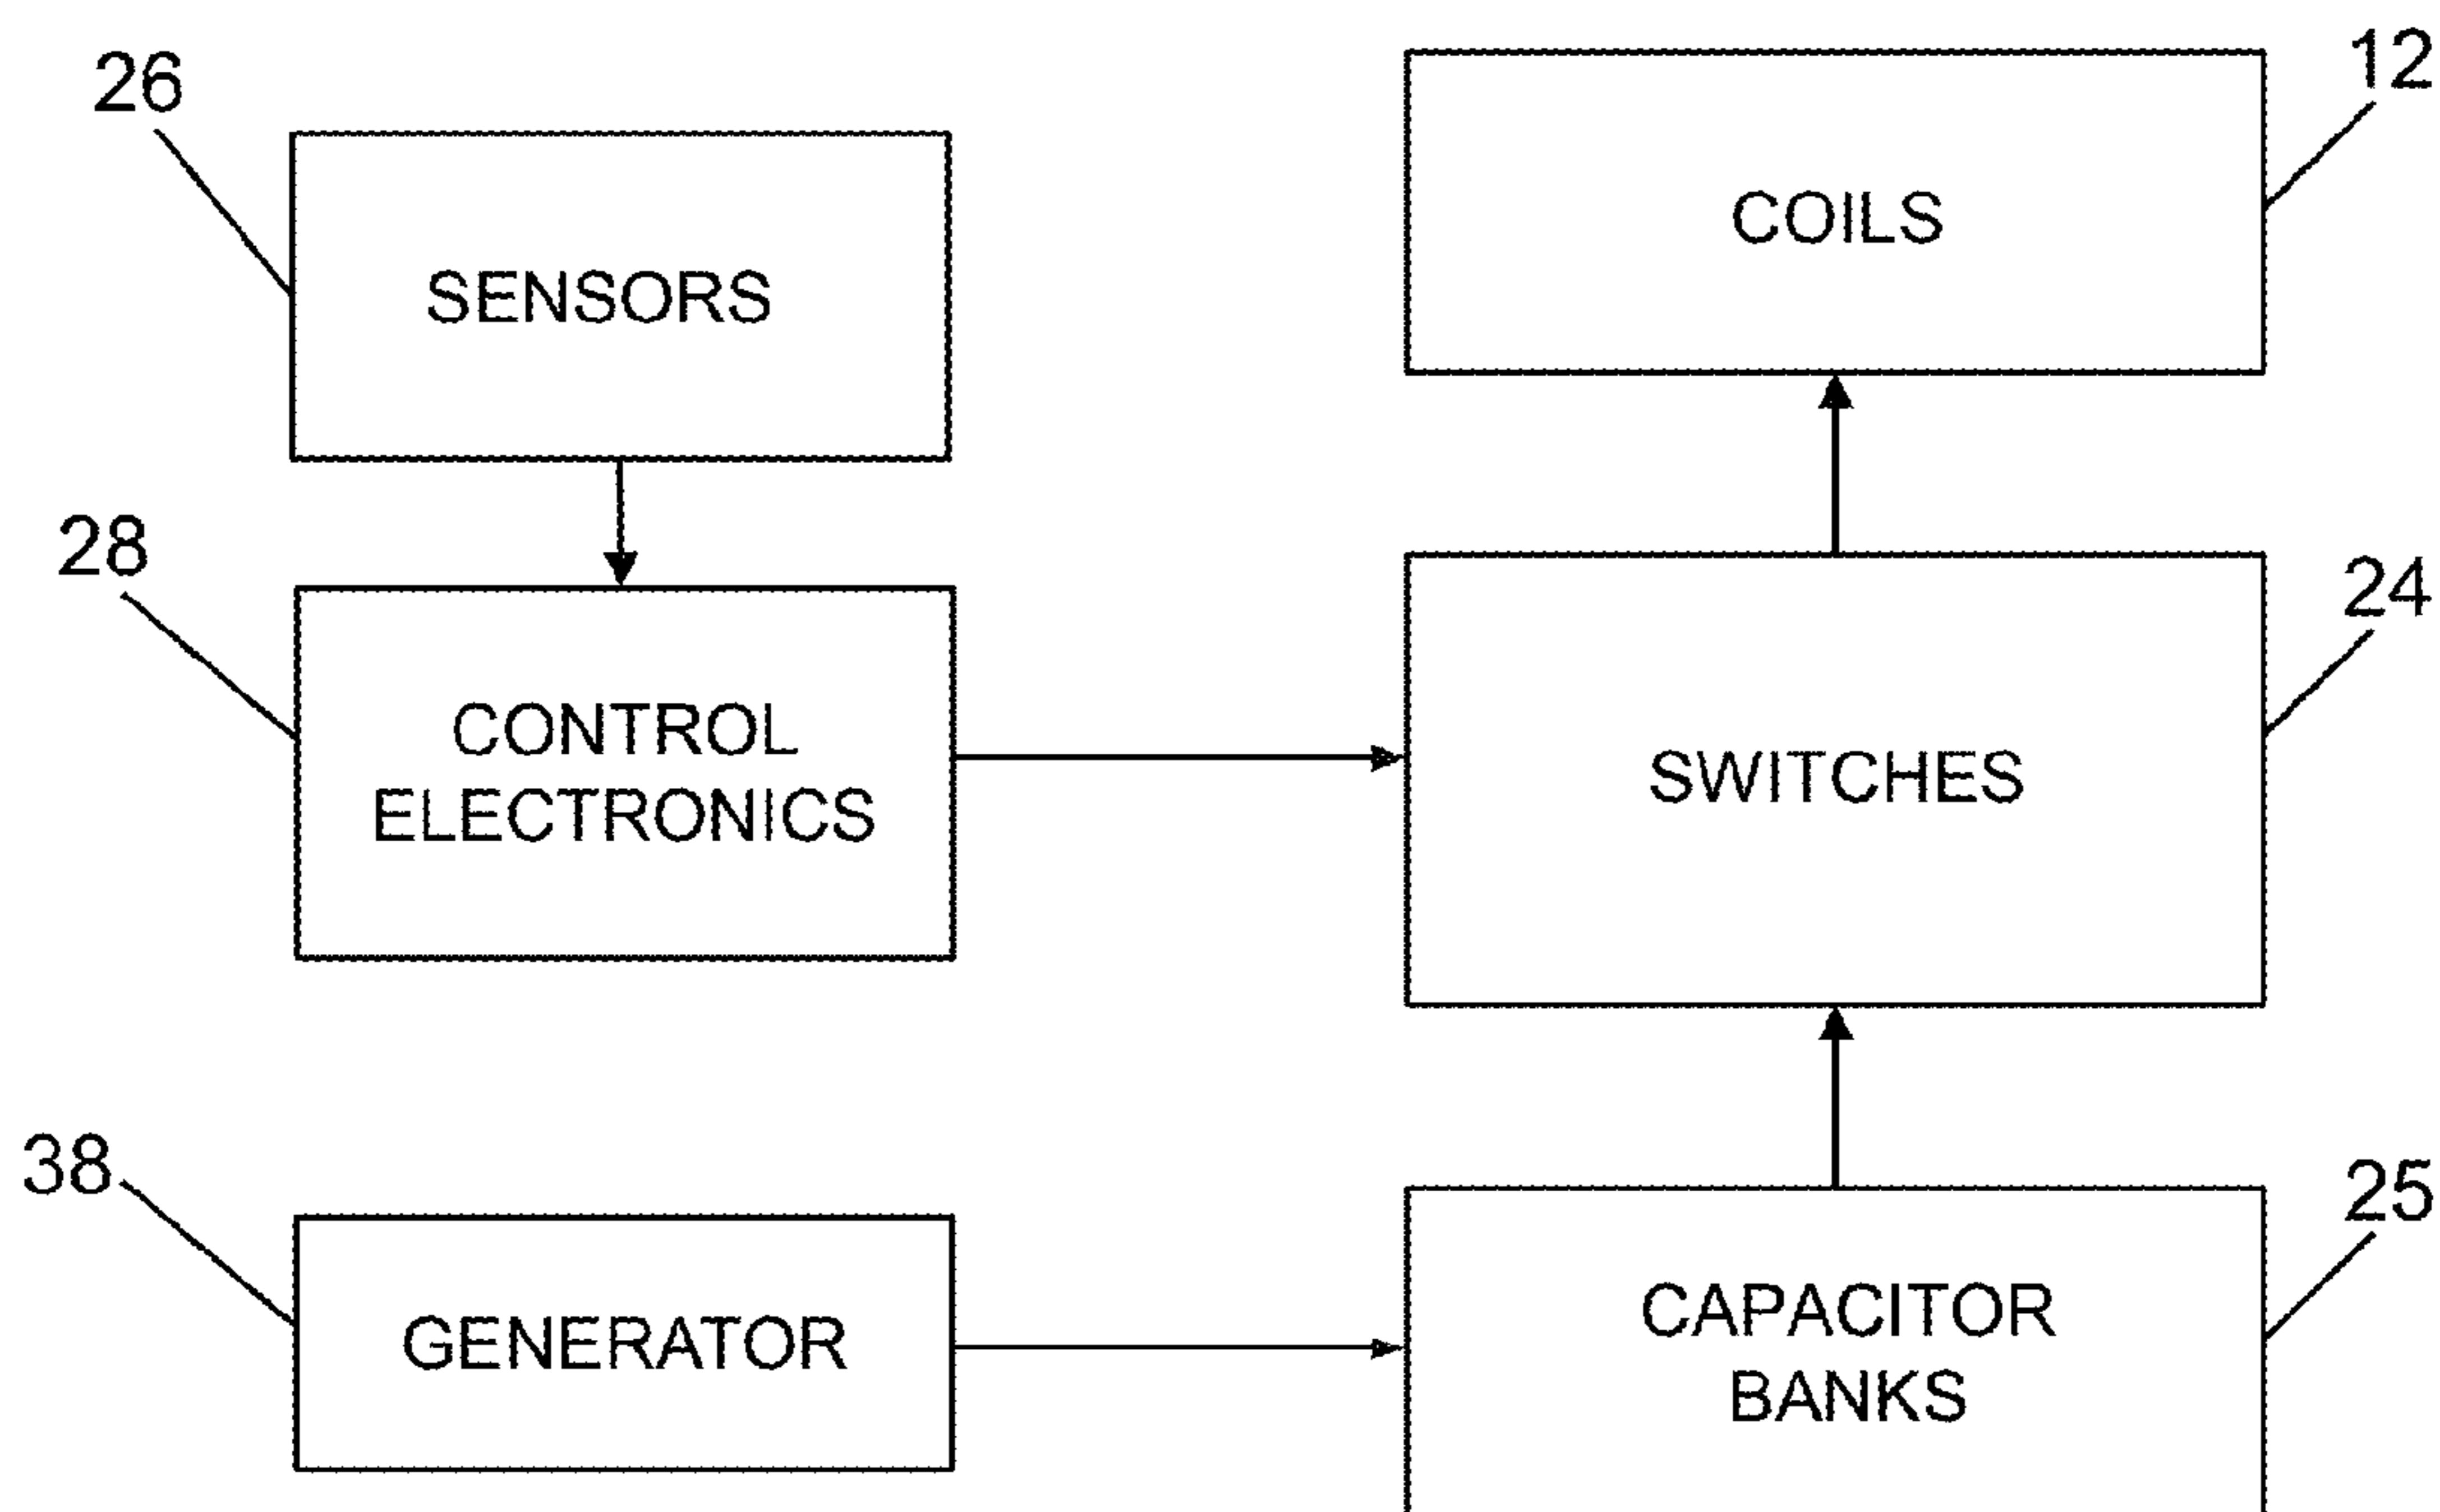 26
SENSORS
12
COILS
28
CONTROL
ELECTRONICS
24
SWITCHES
38
GENERATOR
25
CAPACITOR
BANKS